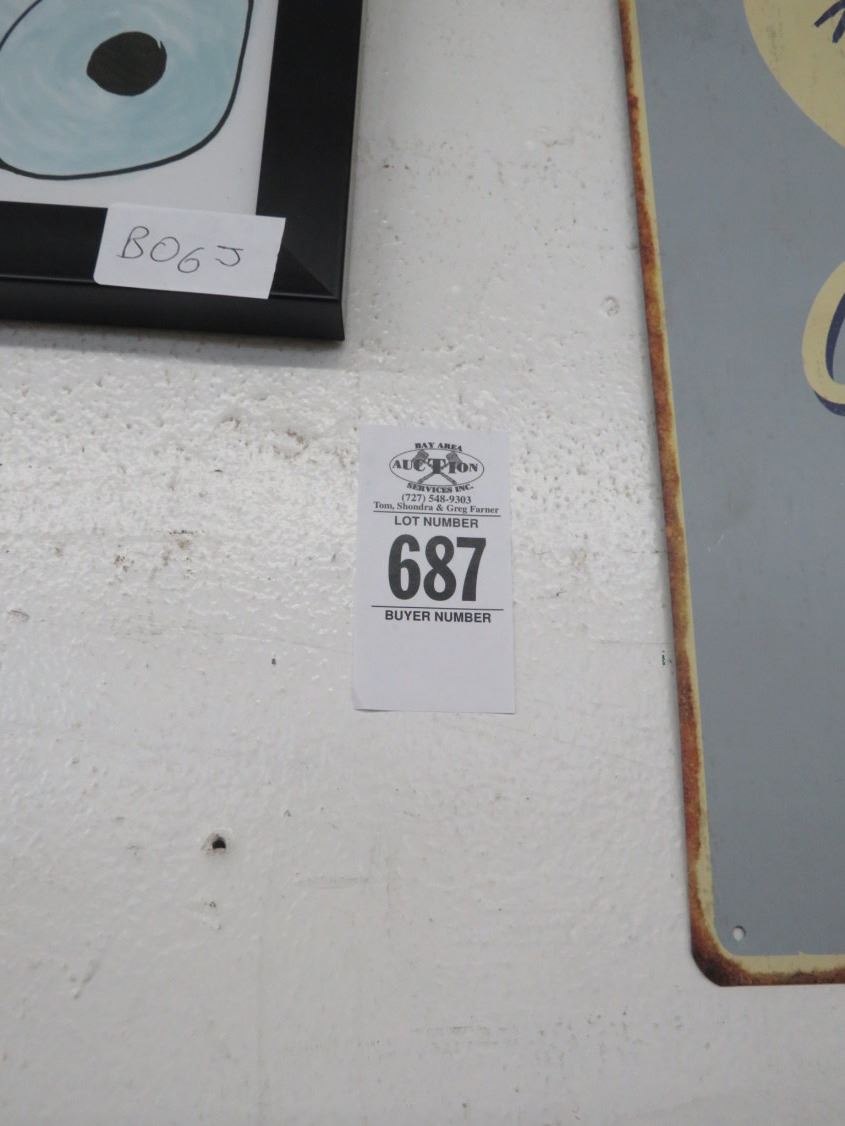 BO6J
BAY AREA
AUCTION
SERVICES INC.
(727) 548-9303
Tom, Shondra & Greg Farner
LOT NUMBER
687
BUYER NUMBER